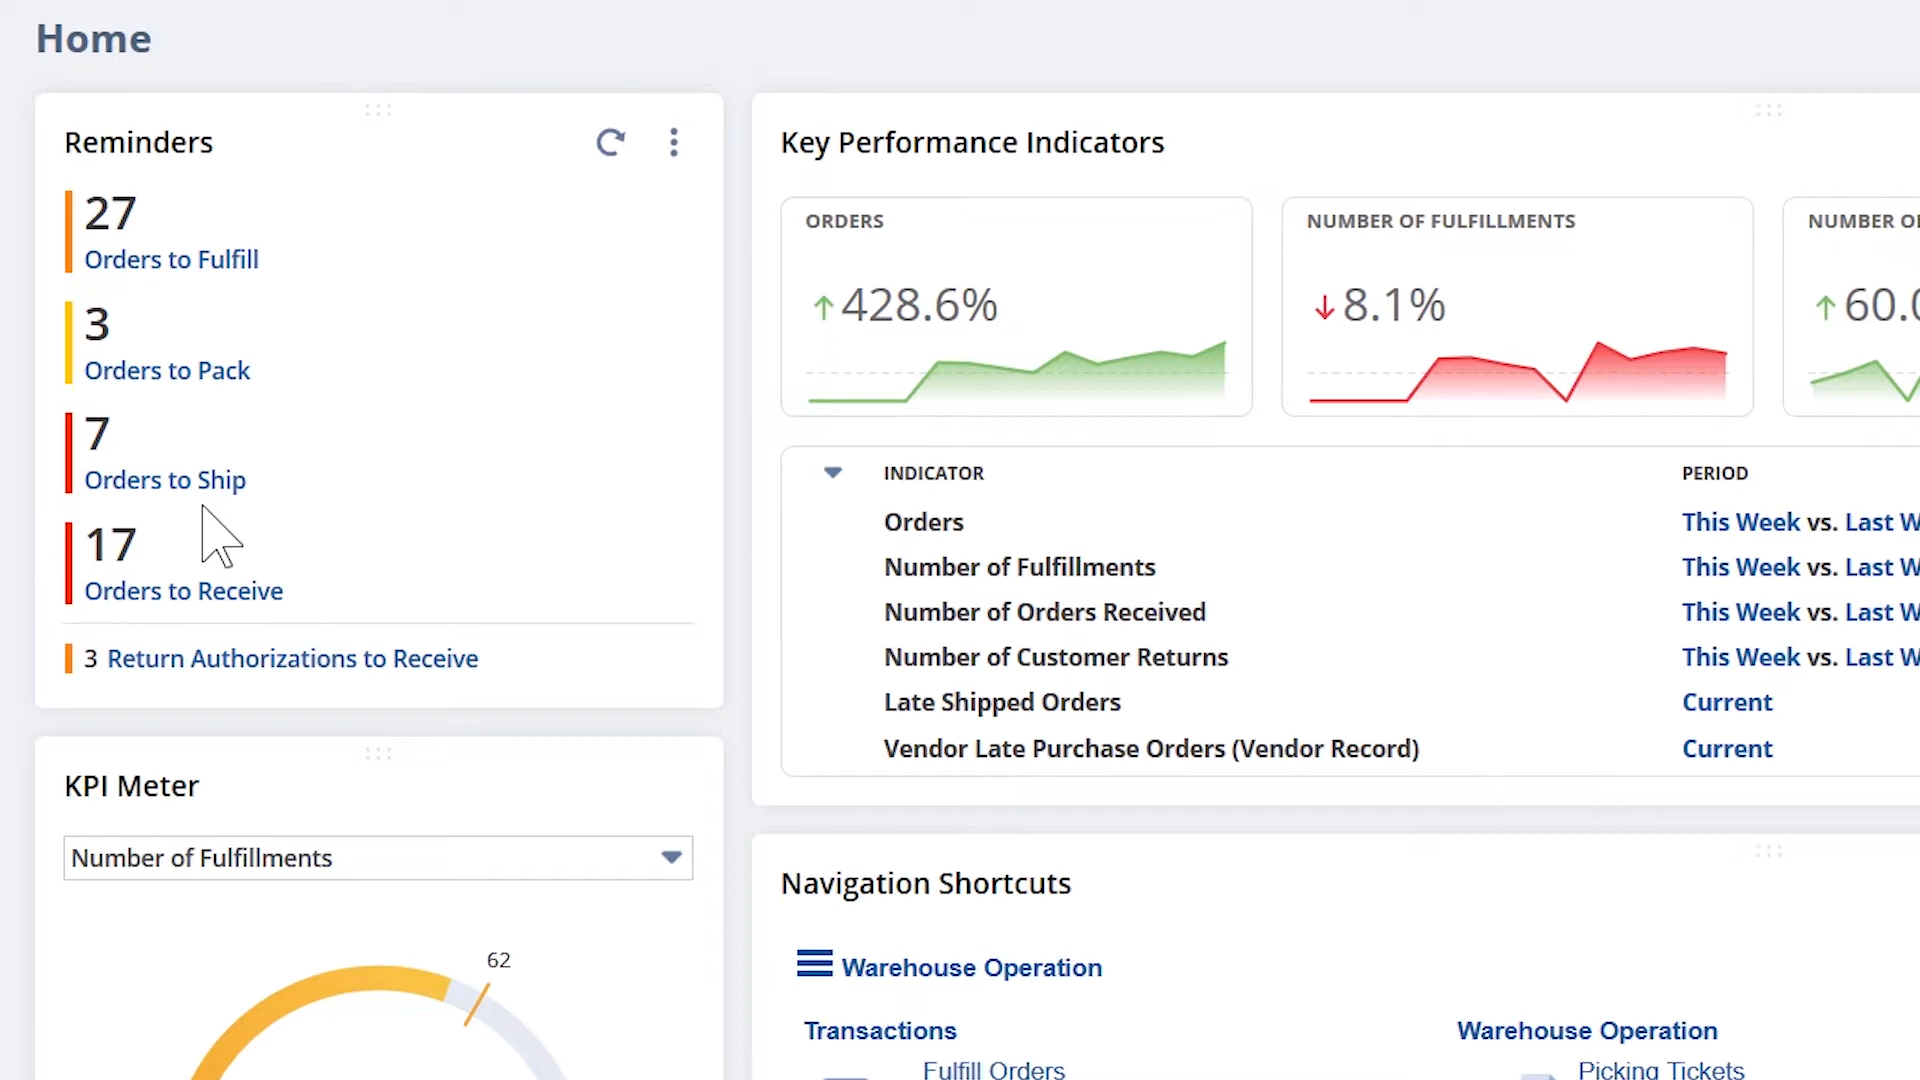 Home
Reminders
27
Orders to Fulfill
3
Orders to Pack
7
Orders to Ship
17
Orders to Receive
3 Return Authorizations to Receive
KPI Meter
Number of Fulfillments
62
Key Performance Indicators
ORDERS
428.6%
NUMBER OF FULFILLMENTS
8.1%
NUMBER
60.
INDICATOR PERIOD
Orders This Week vs. Last
Number of Fulfillments This Week vs. Last
Number of Orders Received This Week vs. Last
Number of Customer Returns This Week vs. Last
Late Shipped Orders Current
Vendor Late Purchase Orders (Vendor Record) Current
Navigation Shortcuts
Warehouse Operation
Transactions
Fulfill Orders
Warehouse Operation
Picking Tickets